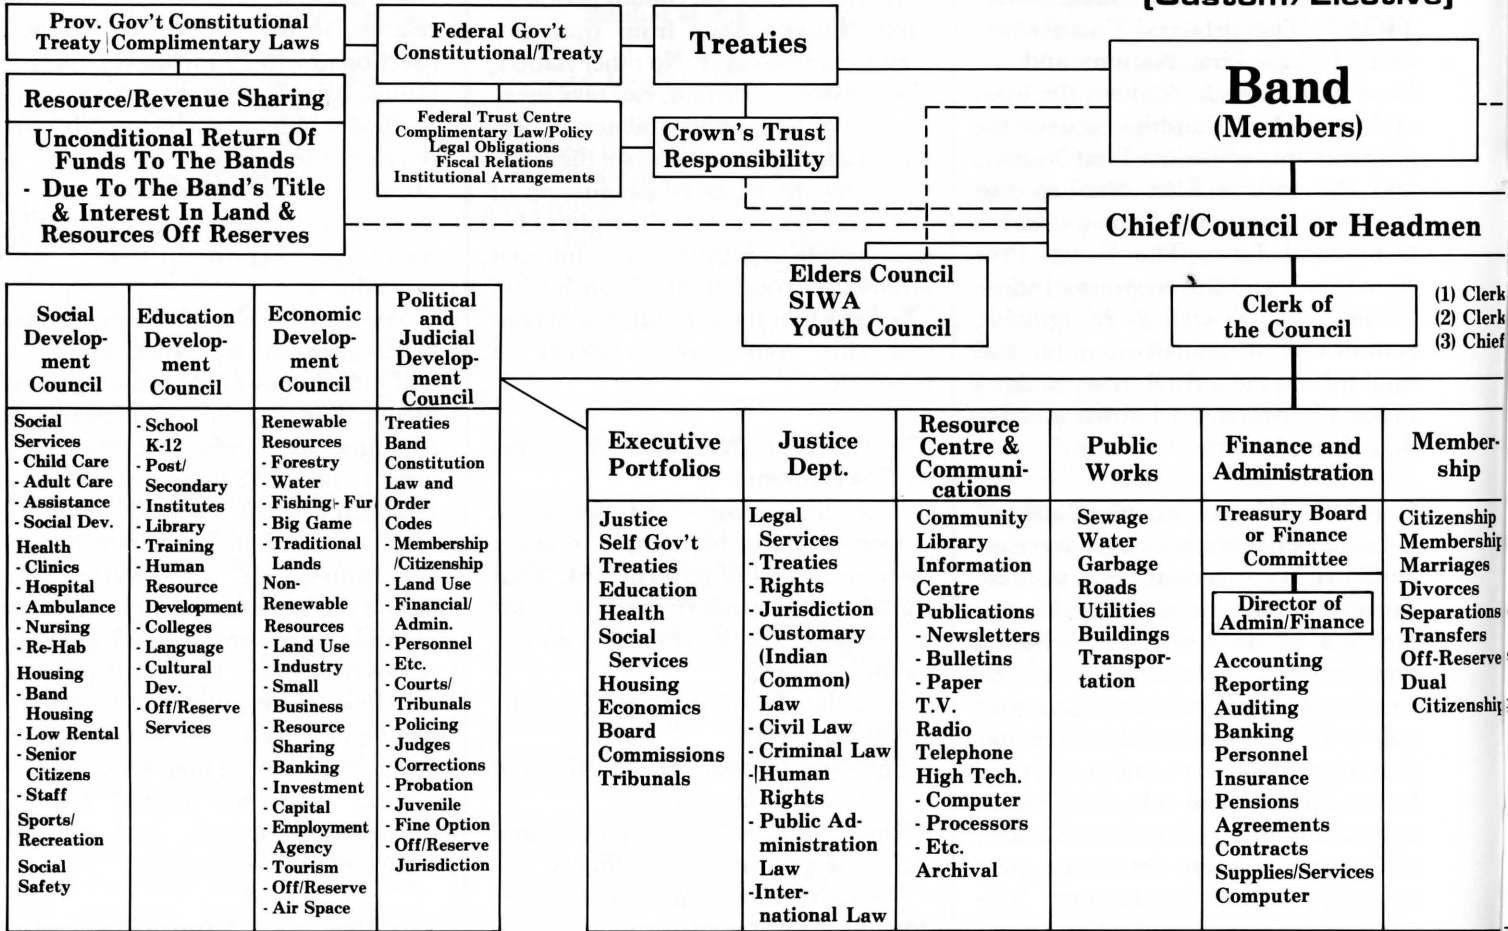 (Custom/Elective)
Prov. Gov't Constitutional
Treaty Complimentary Laws
Resource/Revenue Sharing
Unconditional Return Of
Funds To The Bands
- Due To The Band's Title
& Interest In Land &
Resources Off Reserves
Federal Gov't
Constitutional/Treaty
Federal Trust Centre
Complimentary Law/Policy
Legal Obligations
Fiscal Relations
Institutional Arrangements
Treaties
Crown's Trust
Responsibility
Band
(Members)
Chief/Council or Headmen
Elders Council
SIWA
Youth Council
Clerk of
the Council
(1) Clerk
(2) Clerk
(3) Chief
Social
Develop-
ment
Council
Social
Services
- Child Care
- Adult Care
- Assistance
- Social Dev.
Health
- Clinics
- Hospital
- Ambulance
- Nursing
- Re-Hab
Housing
- Band
Housing
- Low Rental
- Senior
Citizens
- Staff
Sports/
Recreation
Social
Safety
Education
Develop-
ment
Council
- School
K-12
- Post/
Secondary
- Institutes
- Library
- Training
- Human
Resource
Development
- Colleges
- Language
- Cultural
Dev.
- Off/Reserve
Services
Economic
Develop-
ment
Council
Renewable
Resources
- Forestry
- Water
- Fishing Fur
- Big Game
- Traditional
Lands
Non-
Renewable
Resources
- Land Use
- Industry
- Small
Business
- Resource
Sharing
- Banking
- Investment
- Capital
- Employment
Agency
- Tourism
- Off/Reserve
- Air Space
Political
and
Judicial
Develop-
ment
Council
Treaties
Band
Constitution
Law and
Order
Codes
- Membership
/Citizenship
- Land Use
- Financial/
Admin.
- Personnel
- Etc.
- Courts/
Tribunals
- Policing
- Judges
- Corrections
- Probation
- Juvenile
- Fine Option
- Off/Reserve
Jurisdiction
Executive
Portfolios
Justice
Self Gov't
Treaties
Education
Health
Social
Services
Housing
Economics
Board
Commissions
Tribunals
Justice
Dept.
Legal
Services
- Treaties
- Rights
- Jurisdiction
- Customary
(Indian
Common)
Law
- Civil Law
- Criminal Law
- Human
Rights
- Public Ad-
ministration
Law
-Inter-
national Law
Resource
Centre &
Communi-
cations
Community
Library
Information
Centre
Publications
- Newsletters
- Bulletins
- Paper
T.V.
Radio
Telephone
High Tech.
- Computer
- Processors
- Etc.
Archival
Public
Works
Sewage
Water
Garbage
Roads
Utilities
Buildings
Transpor-
tation
Finance and
Administration
Treasury Board
or Finance
Committee
Director of
Admin/Finance
Accounting
Reporting
Auditing
Banking
Personnel
Insurance
Pensions
Agreements
Contracts
Supplies/Services
Computer
Member-
ship
Citizenship
Membership
Marriages
Divorces
Separations
Transfers
Off-Reserve
Dual
Citizenship